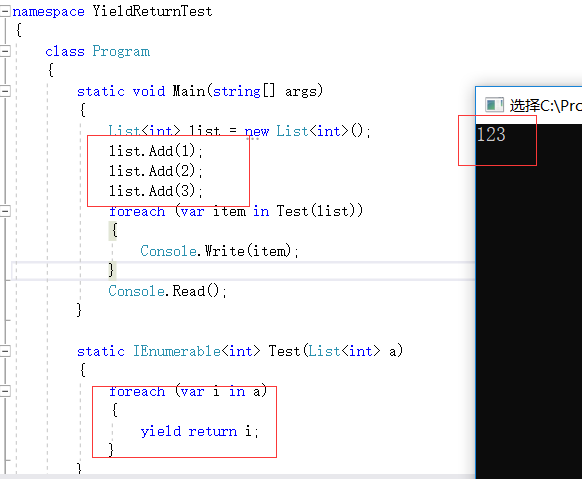 namespace YieldReturnTest
{
class Program
{
static void Main(string[] args)
{
List<int> list = new List<int>();
list.Add(1);
list.Add(2);
list.Add(3);
foreach (var item in Test(list))
{
Console.Write(item);
}
Console.Read();
}
static IEnumerable<int> Test(List<int> a)
{
foreach (var i in a)
{
yield return i;
}
}
选择C:\Pro
123